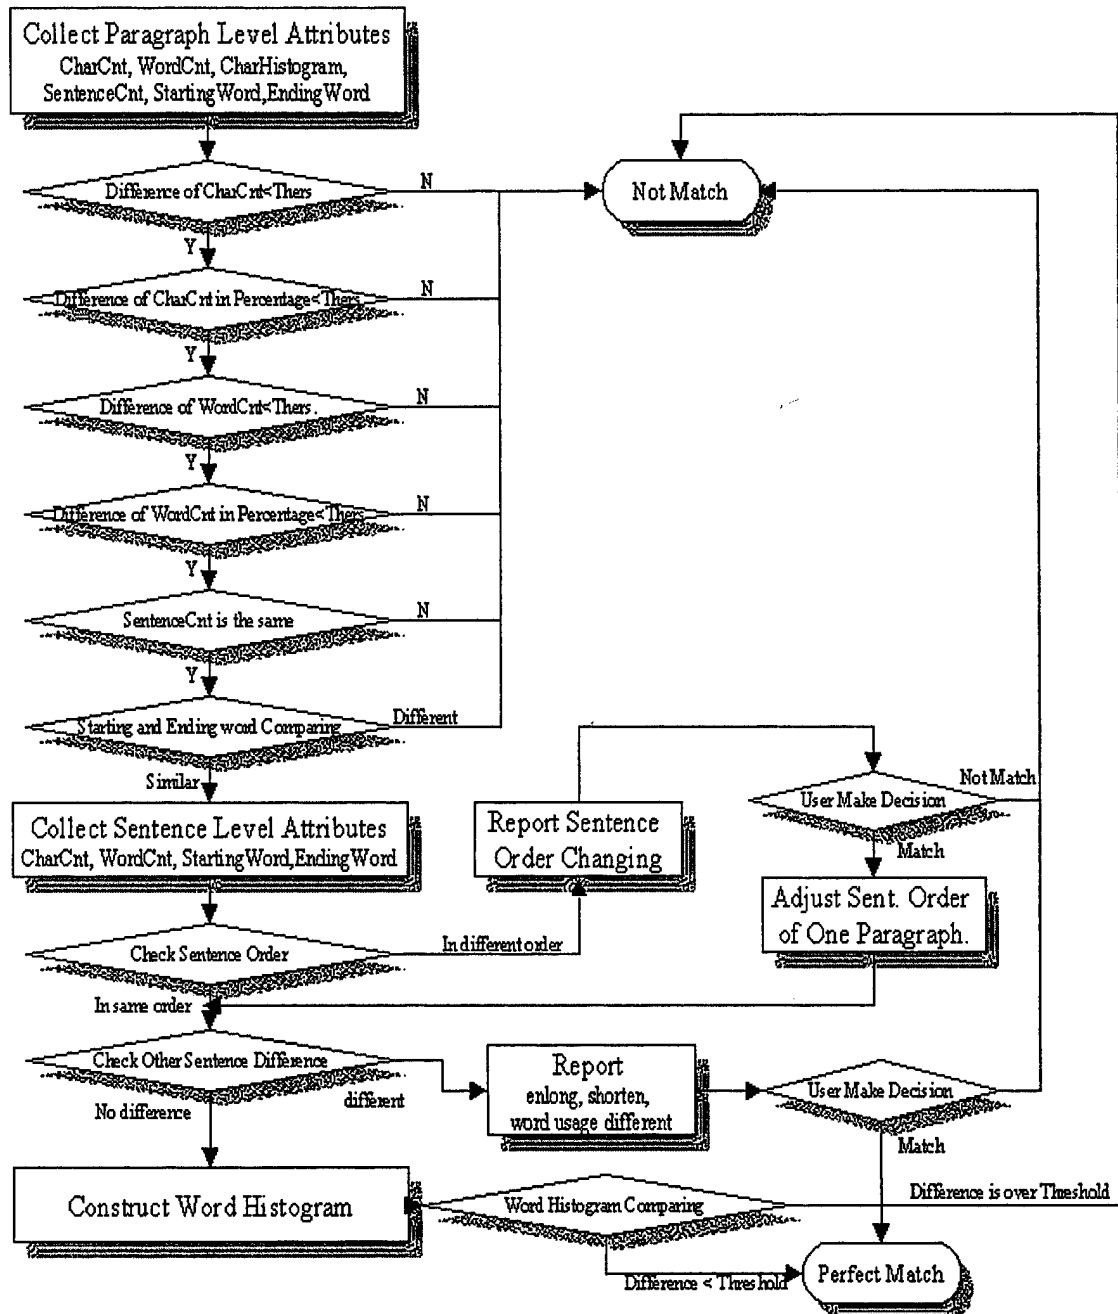 Collect Paragraph Level Attributes
CharCnt, WordCnt, CharHistogram,
SentenceCnt, StartingWord,EndingWord
Difference of CharCnt<Thers
N
Not Match
Y
Difference of CharCnt in Percentage<Thers
N
Y
Difference of WordCnt<Thers.
N
Y
Difference of WordCnt in Percentage<Thers
N
Y
SentenceCnt is the same
N
Y
Starting and Ending word Comparing
Different
Similar
Collect Sentence Level Attributes
CharCnt, WordCnt, StartingWord,EndingWord
Report Sentence
Order Changing
User Make Decision
Not Match
Match
Adjust Sent. Order
of One Paragraph.
Check Sentence Order
In different order
In same order
Check Other Sentence Difference
different
No difference
Report
enlong, shorten,
word usage different
User Make Decision
Match
Construct Word Histogram
Word Histogram Comparing
Difference is over Threshold
Difference < Threshold
Perfect Match